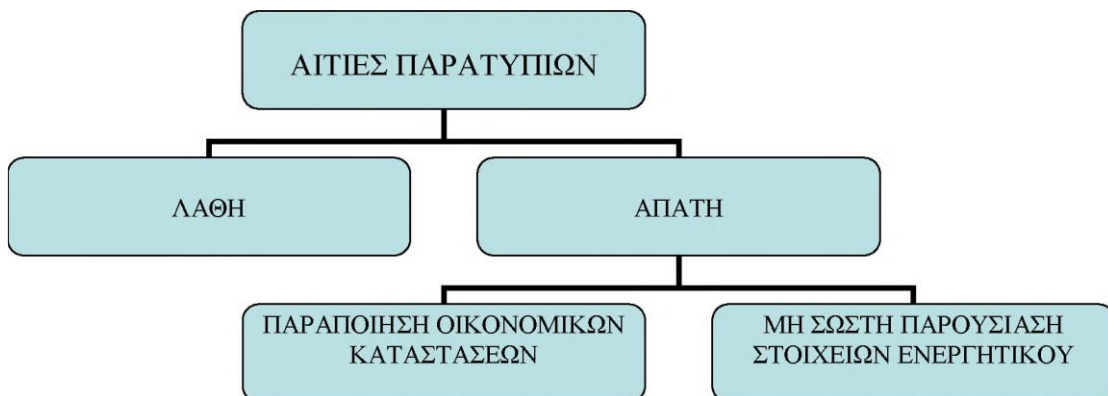 ΑΙΤΙΕΣ ΠΑΡΑΤΥΠΙΩΝ
ΛΑΘΗ
ΑΠΑΤΗ
ΠΑΡΑΠΟΙΗΣΗ ΟΙΚΟΝΟΜΙΚΩΝ
ΚΑΤΑΣΤΑΣΕΩΝ
ΜΗ ΣΩΣΤΗ ΠΑΡΟΥΣΙΑΣΗ
ΣΤΟΙΧΕΙΩΝ ΕΝΕΡΓΗΤΙΚΟΥ